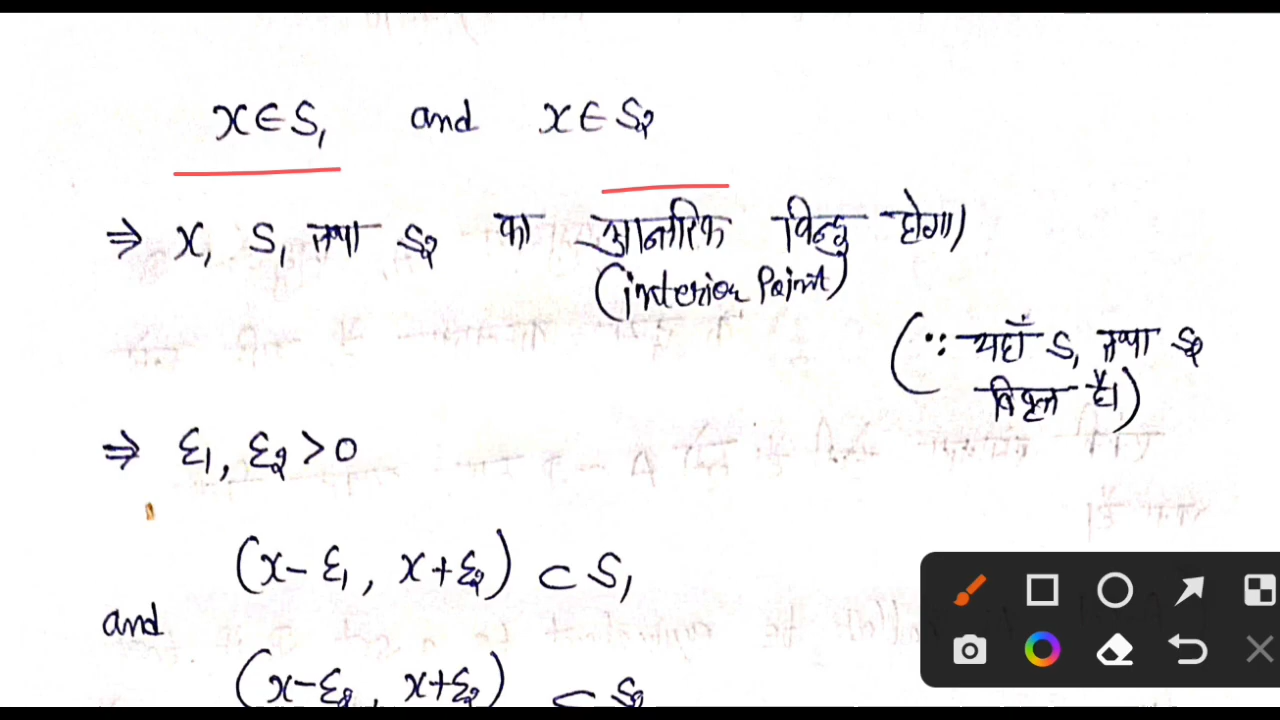 x∈S₁ and x∈S₂
⇒ x, S₁ तथा S₂ का आन्तरिक बिन्दु होगा।
(interior Point)
(∵ यहाँ S₁ तथा S₂
विवृत्त है।)
⇒ ε₁, ε₂ > 0
(x-ε₁, x+ε₂) ⊂ S₁
and
(x-ε₂, x+ε₂) ⊂ S₂